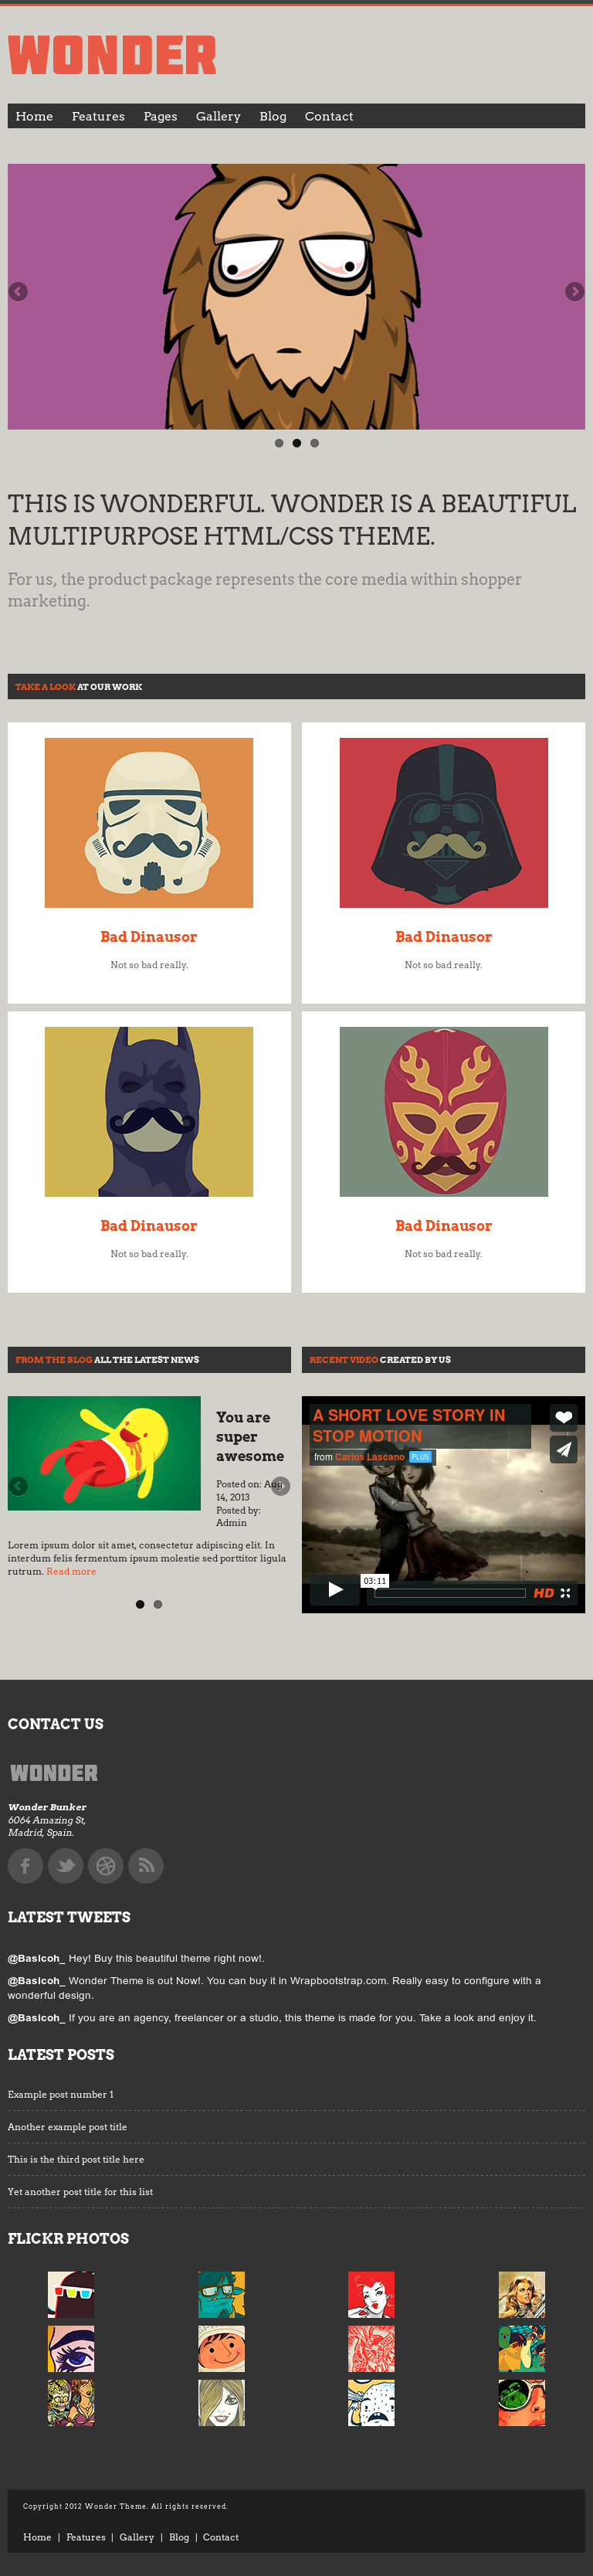 WONDER
Home Features Pages Gallery Blog Contact
THIS IS WONDERFUL. WONDER IS A BEAUTIFUL
MULTIPURPOSE HTML/CSS THEME.
For us, the product package represents the core media within shopper
marketing.
TAKE A LOOK AT OUR WORK
Bad Dinausor
Not so bad really.
Bad Dinausor
Not so bad really.
Bad Dinausor
Not so bad really.
Bad Dinausor
Not so bad really.
FROM THE BLOG ALL THE LATEST NEWS
You are
super
awesome
Posted on: Aug
14, 2013
Posted by:
Admin
Lorem ipsum dolor sit amet, consectetur adipiscing elit. In
interdum felis fermentum ipsum molestie sed porttitor ligula
rutrum. Read more
RECENT VIDEO CREATED BY US
A SHORT LOVE STORY IN
STOP MOTION
from Carlos Lascano PLUS
03:11
HD
CONTACT US
WONDER
Wonder Bunker
6064 Amazing St,
Madrid, Spain.
LATEST TWEETS
@Basicoh_ Hey! Buy this beautiful theme right now!.
@Basicoh_ Wonder Theme is out Now!. You can buy it in Wrapbootstrap.com. Really easy to configure with a
wonderful design.
@Basicoh_ If you are an agency, freelancer or a studio, this theme is made for you. Take a look and enjoy it.
LATEST POSTS
Example post number 1
Another example post title
This is the third post title here
Yet another post title for this list
FLICKR PHOTOS
Copyright 2012 Wonder Theme. All rights reserved.
Home | Features | Gallery | Blog | Contact